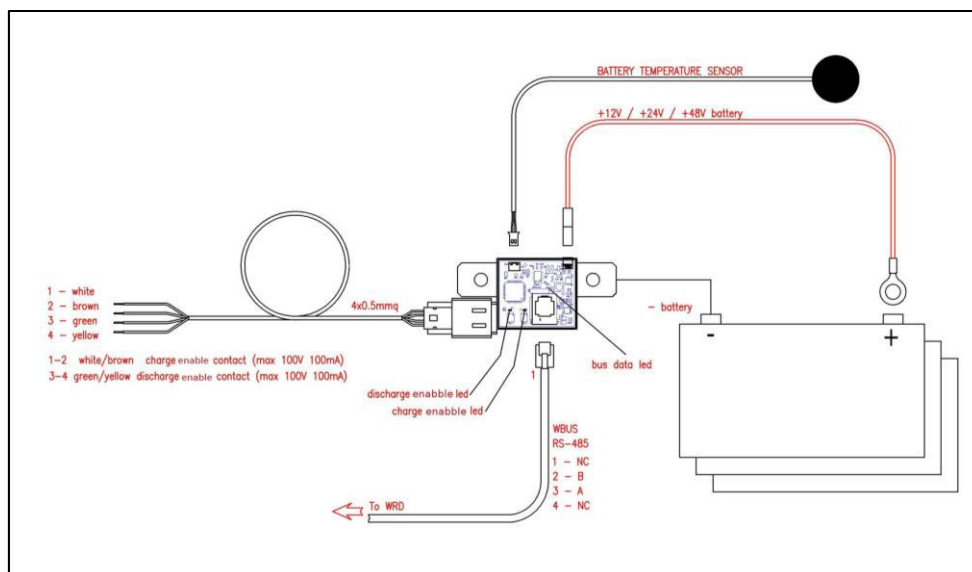 BATTERY TEMPERATURE SENSOR
+12V / +24V / +48V battery
1 - white
2 - brown
3 - green
4 - yellow
4x0.5mmq
- battery
- +
1-2 white/brown charge enable contact (max 100V 100mA)
3-4 green/yellow discharge enable contact (max 100V 100mA)
bus data led
1
discharge enabble led
charge enabble led
WBUS
RS-485
1 - NC
2 - B
3 - A
4 - NC
To WRD